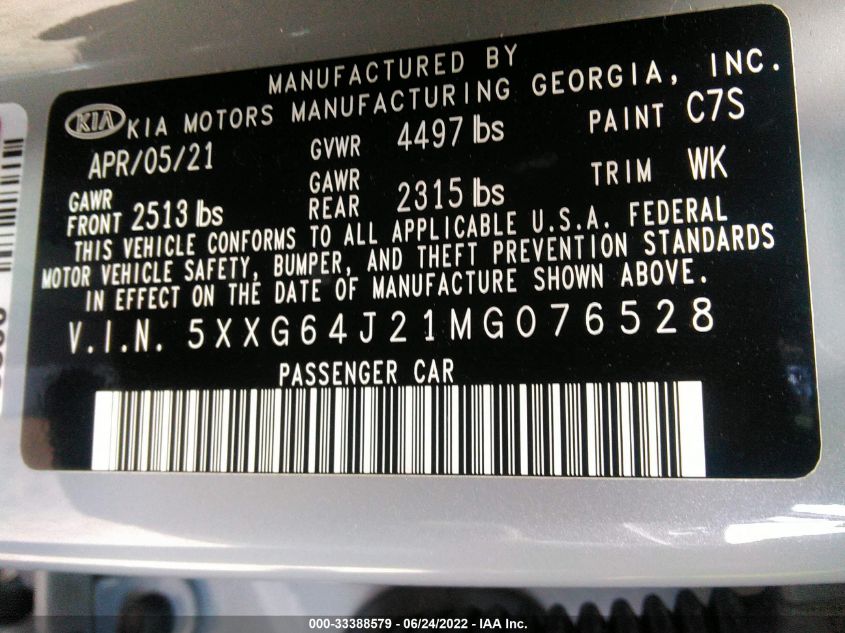 MANUFACTURED BY
KIA KIA MOTORS MANUFACTURING GEORGIA, INC.
APR/05/21 GVWR 4497 lbs PAINT C7S
GAWR FRONT 2513 lbs GAWR REAR 2315 lbs TRIM WK
THIS VEHICLE CONFORMS TO ALL APPLICABLE U.S.A. FEDERAL
MOTOR VEHICLE SAFETY, BUMPER, AND THEFT PREVENTION STANDARDS
IN EFFECT ON THE DATE OF MANUFACTURE SHOWN ABOVE.
V.I.N. 5XXG64J21MG076528
PASSENGER CAR
000-33388579 - 06/24/2022 - IAA Inc.